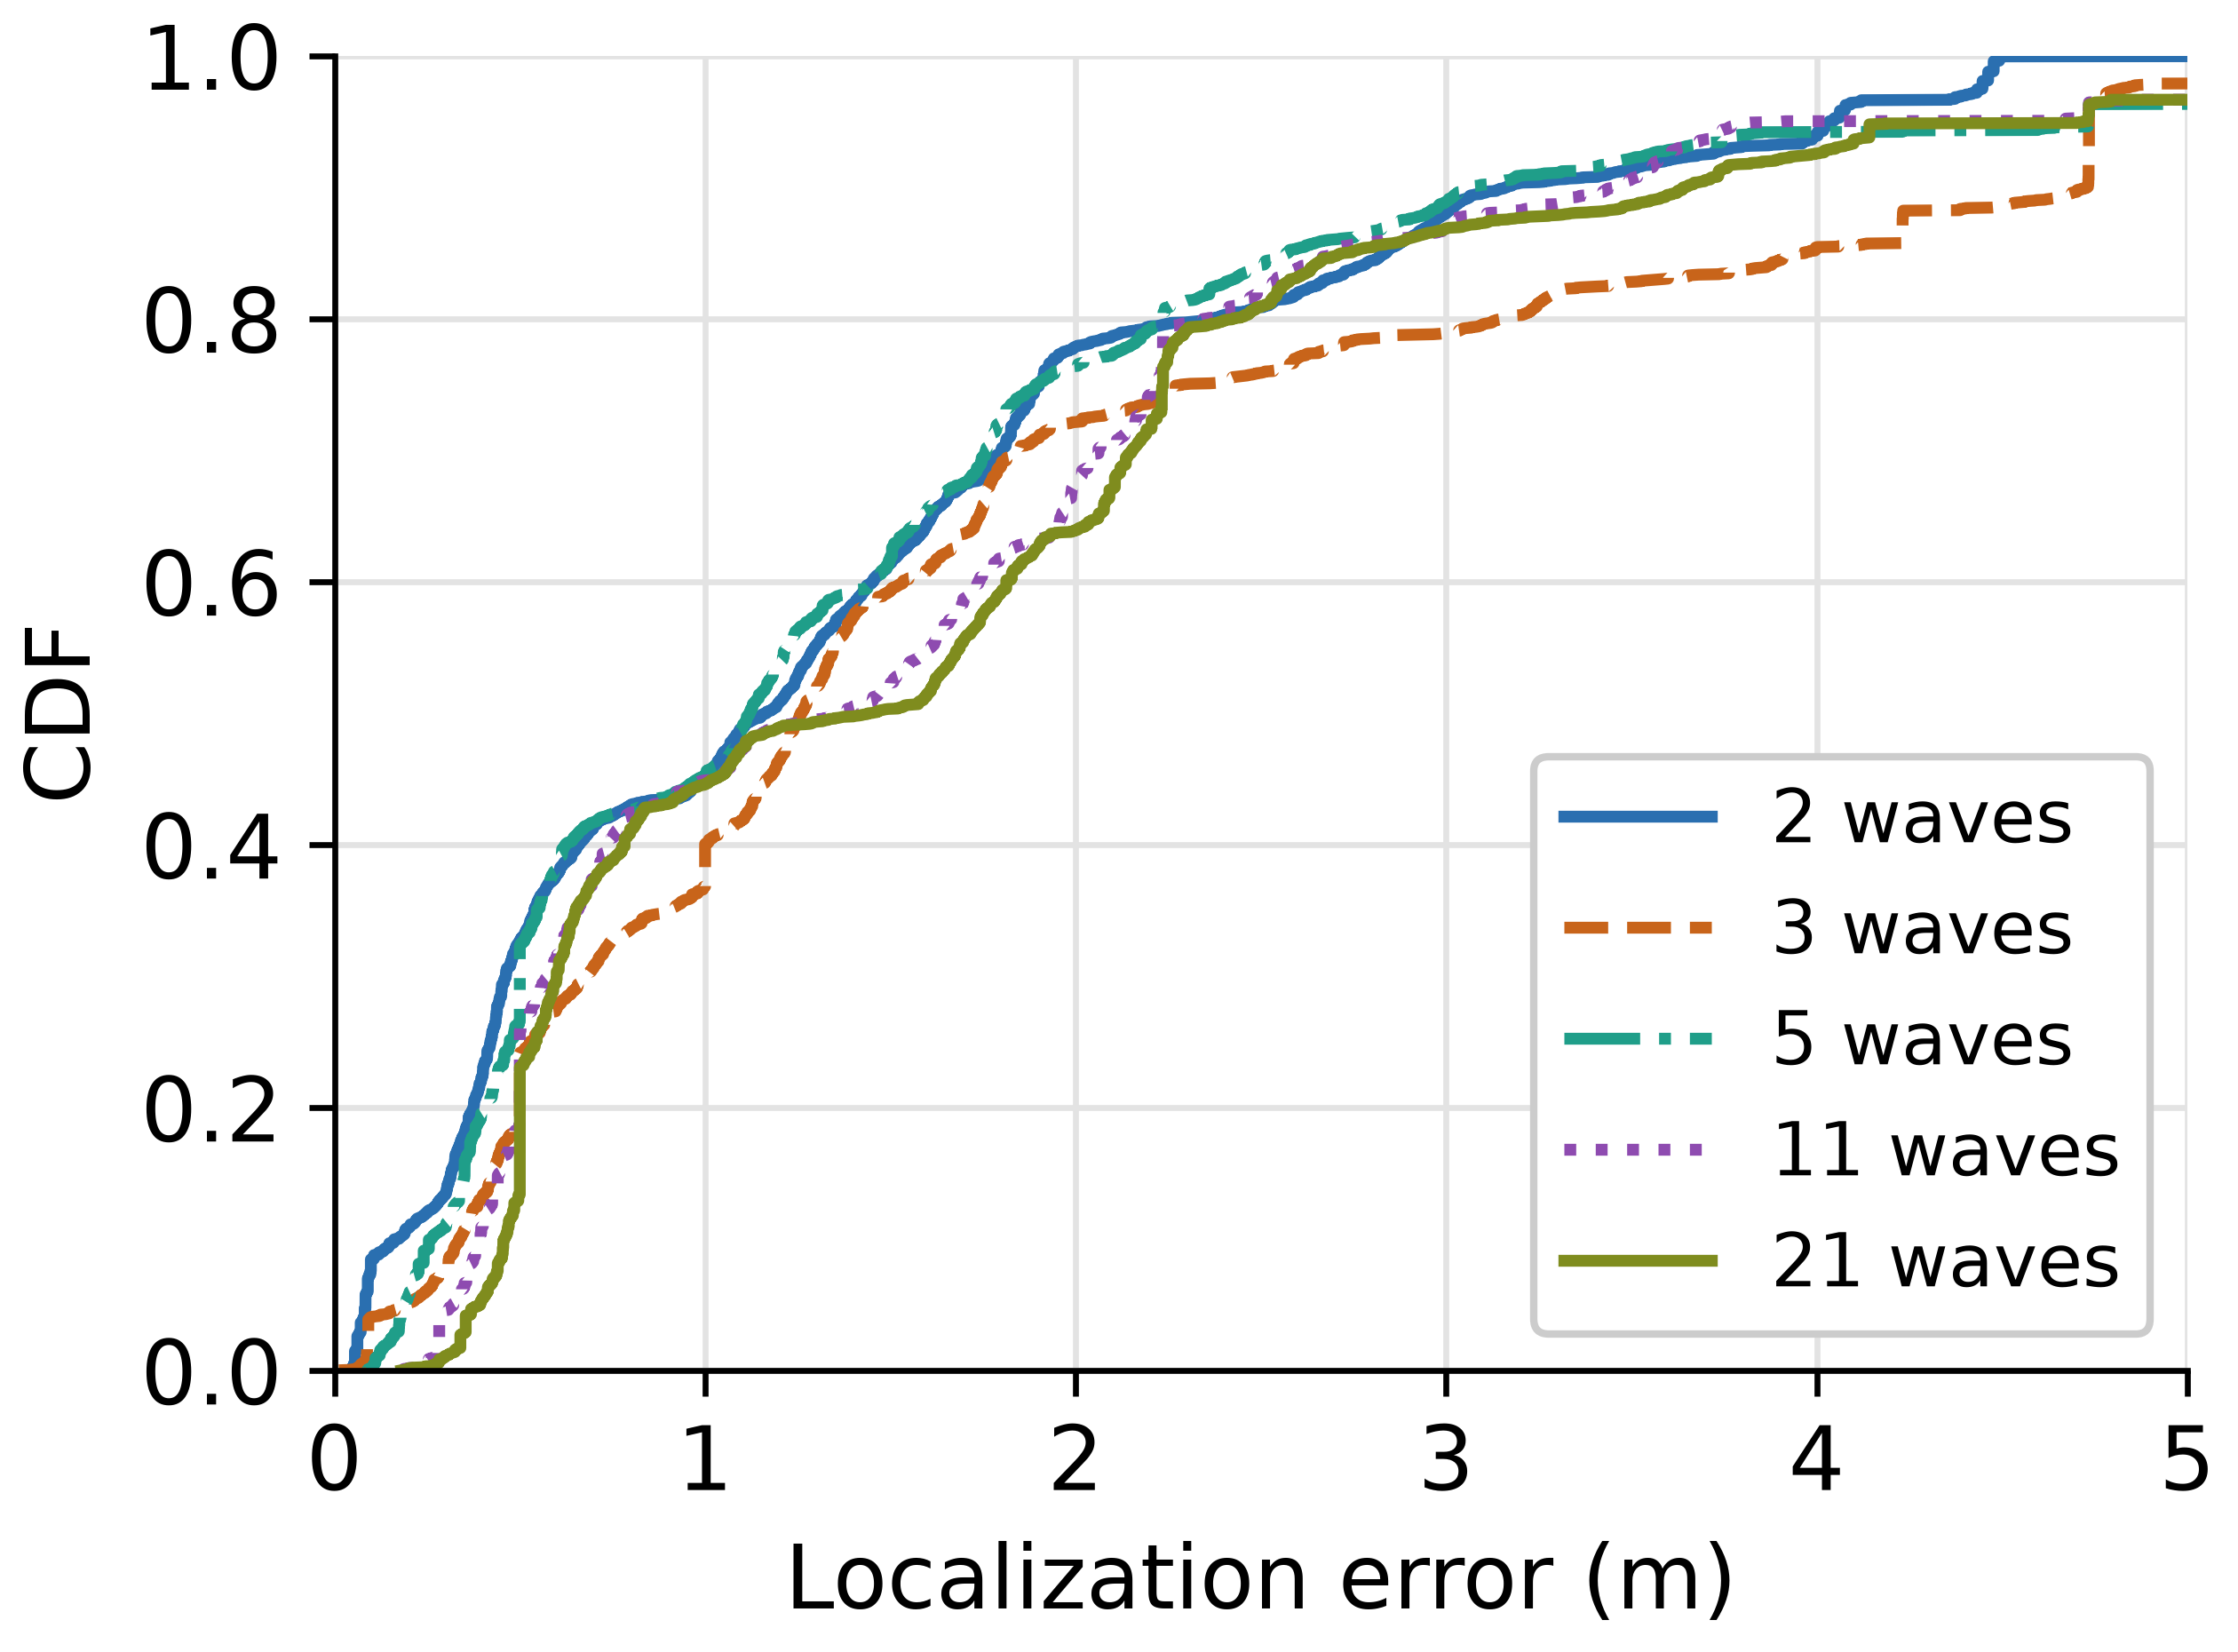 1.0
0.8
0.6
0.4
0.2
0.0
CDF
0 1 2 3 4 5
Localization error (m)
2 waves
3 waves
5 waves
11 waves
21 waves